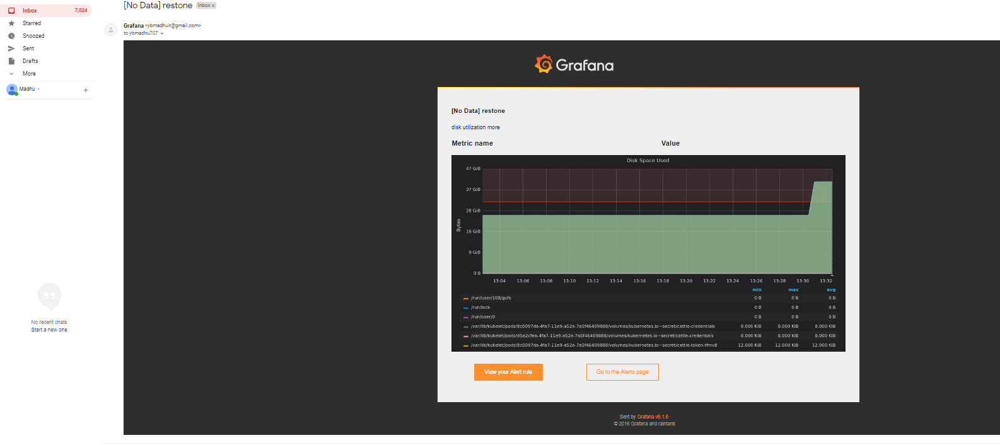 [No Data] restone Inbox x
Inbox 7,024
Starred
Snoozed
Sent
Drafts
More
Madhu
No recent chats
Start a new one
Grafana <ybmadhuit@gmail.com>
to ybmadhu707
Grafana
[No Data] restone
disk utilization more
Metric name Value
Disk Space Used
47 GiB
37 GiB
28 GiB
19 GiB
9 GiB
0 B
Bytes
13:04 13:06 13:08 13:10 13:12 13:14 13:16 13:18 13:20 13:22 13:24 13:26 13:28 13:30 13:32
min max avg
/run/user/108/gvfs 0 B 0 B 0 B
/run/lock 0 B 0 B 0 B
/run/user/0 0 B 0 B 0 B
/var/lib/kubelet/pods/8c0097da-4fa7-11e9-a52e-7a5f46409888/volumes/kubernetes.io~secret/cattle-credentials 8.000 KiB 8.000 KiB 8.000 KiB
/var/lib/kubelet/pods/d5a2cfea-4fa7-11e9-a52e-7a5f46409888/volumes/kubernetes.io~secret/cattle-credentials 8.000 KiB 8.000 KiB 8.000 KiB
/var/lib/kubelet/pods/8c0097da-4fa7-11e9-a52e-7a5f46409888/volumes/kubernetes.io~secret/cattle-token-tfmv8 12.000 KiB 12.000 KiB 12.000 KiB
View your Alert rule Go to the Alerts page
Sent by Grafana v6.1.6
© 2016 Grafana and raintank